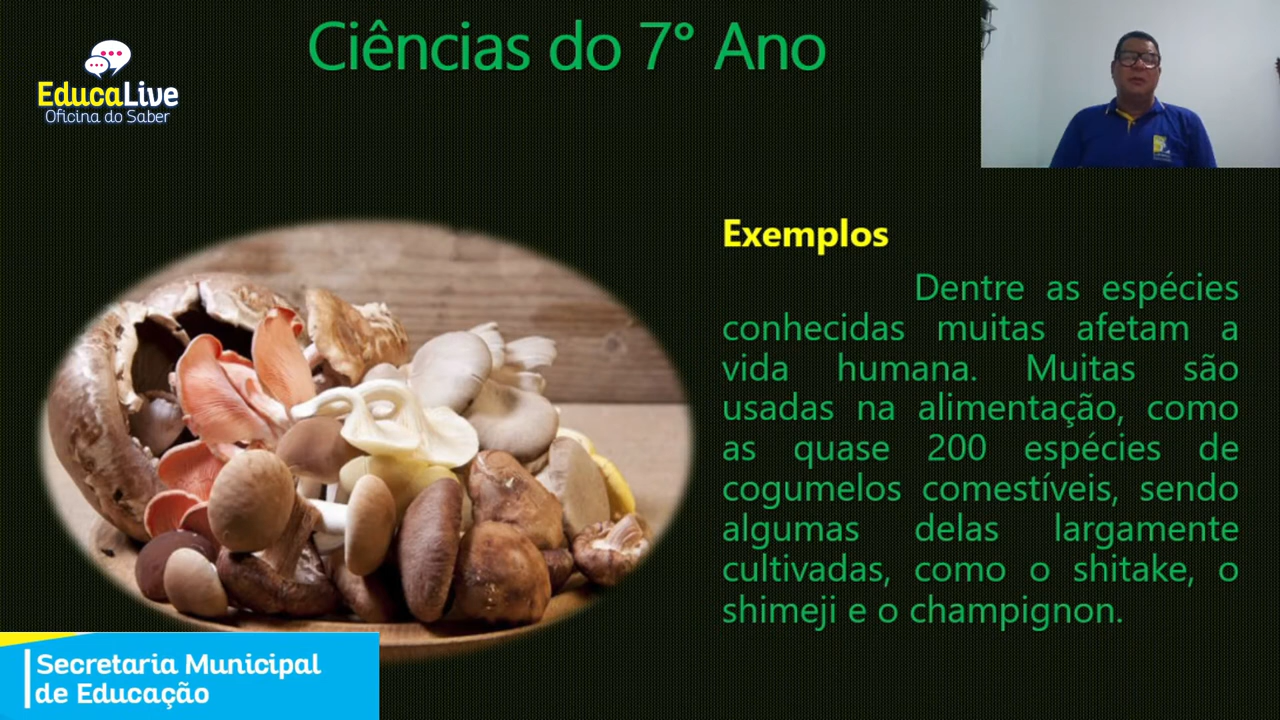 Ciências do 7° Ano
EducaLive
Oficina do Saber
Exemplos
Dentre as espécies
conhecidas muitas afetam a
vida humana. Muitas são
usadas na alimentação, como
as quase 200 espécies de
cogumelos comestíveis, sendo
algumas delas largamente
cultivadas, como o shitake, o
shimeji e o champignon.
Secretaria Municipal
de Educação